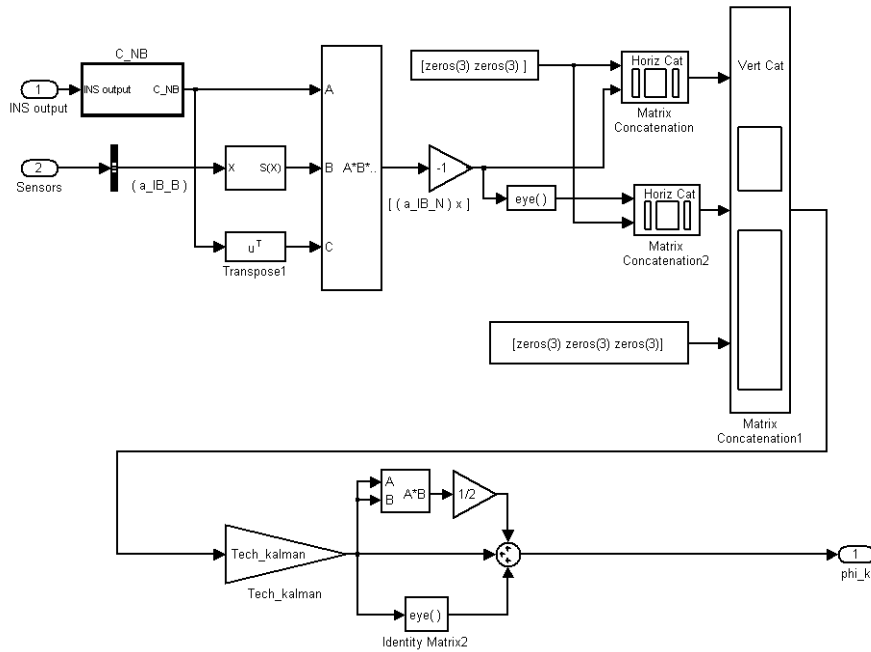 C_NB
1
INS output
INS output
C_NB
2
Sensors
( a_IB_B )
X
S(X)
u^T
Transpose1
A
B
C
A*B*..
-1
[ ( a_IB_N ) x ]
[zeros(3) zeros(3) ]
eye( )
Horiz Cat
Matrix
Concatenation
Horiz Cat
Matrix
Concatenation2
[zeros(3) zeros(3) zeros(3)]
Vert Cat
Matrix
Concatenation1
Tech_kalman
Tech_kalman
A
B
A*B
1/2
eye( )
Identity Matrix2
1
phi_k